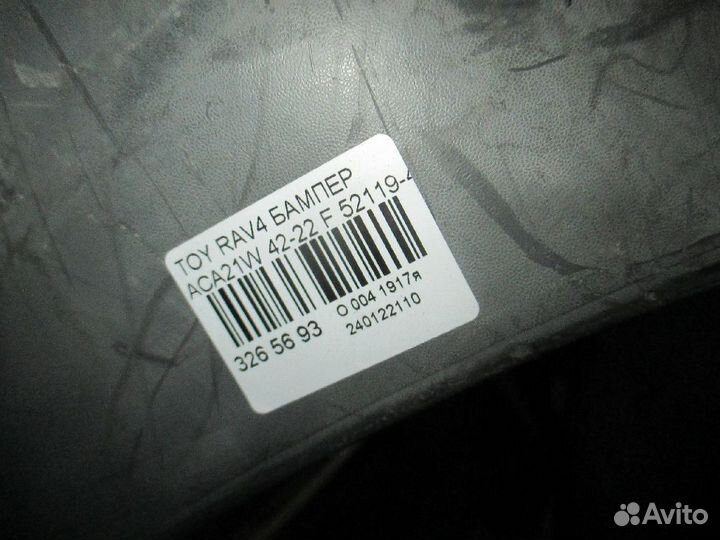 TOY RAV4 БАМПЕР
ACA21W 42-22 F 52119-4
326 56 93
O 004 1917я
240122110
Avito